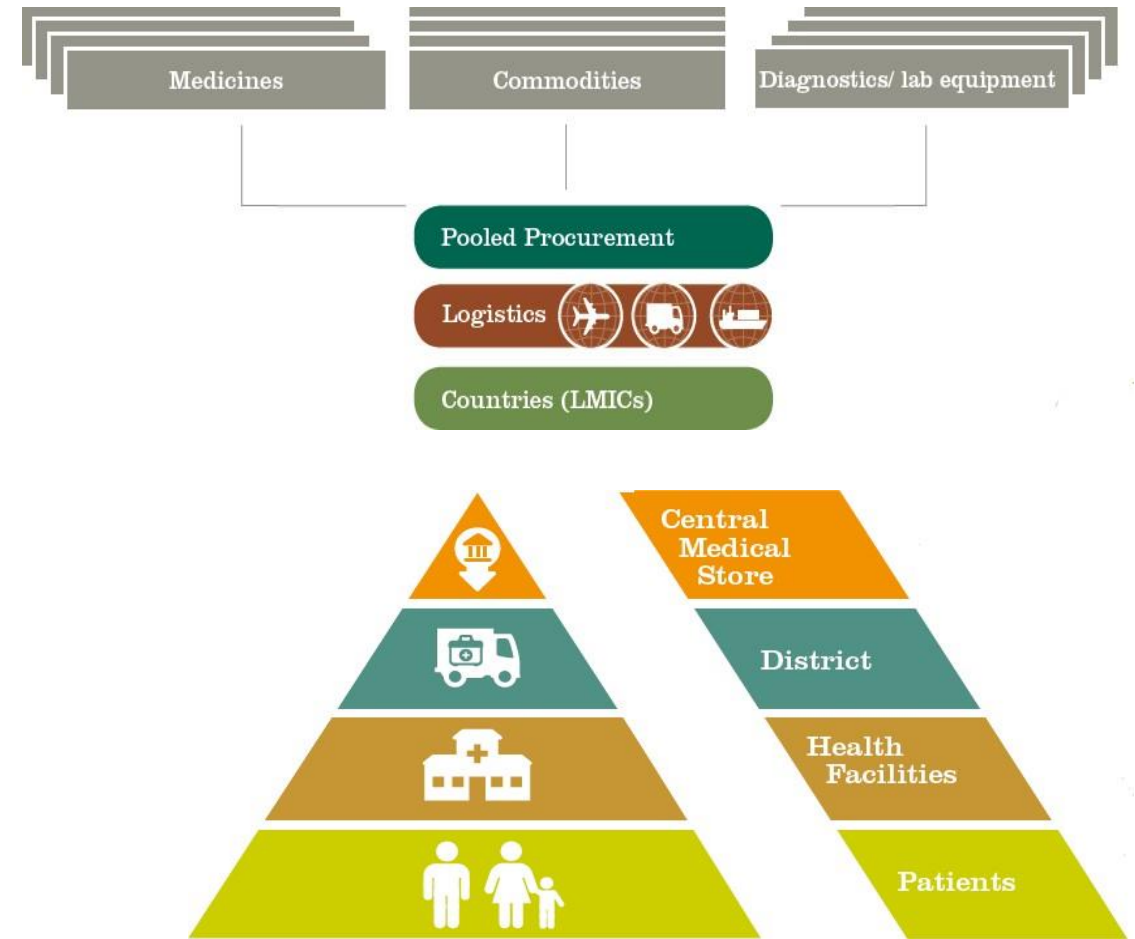 Medicines
Commodities
Diagnostics/ lab equipment
Pooled Procurement
Logistics
Countries (LMICs)
Central
Medical
Store
District
Health
Facilities
Patients